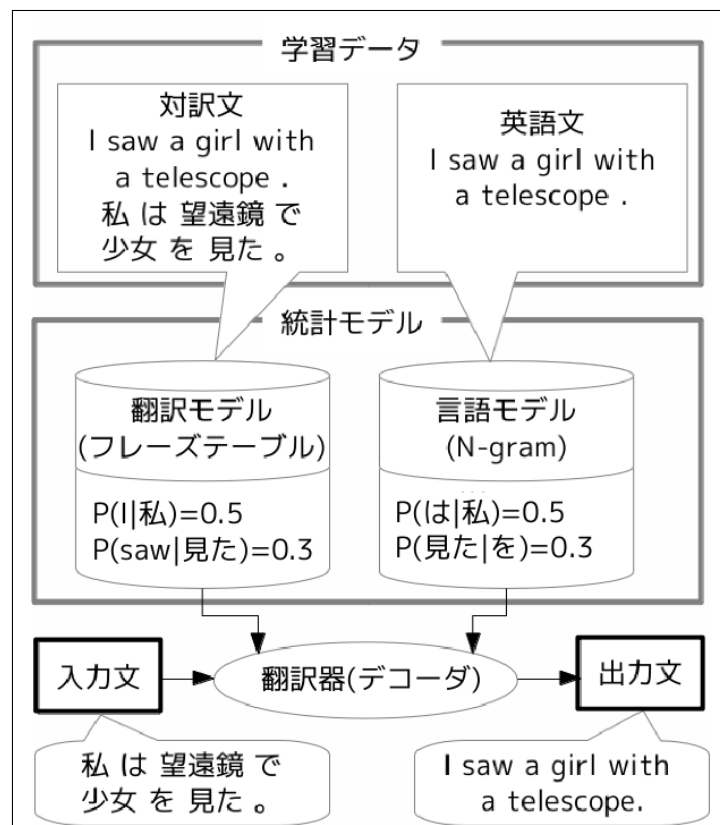 学習データ
対訳文
I saw a girl with
a telescope .
私 は 望遠鏡 で
少女 を 見た 。
英語文
I saw a girl with
a telescope .
統計モデル
翻訳モデル
(フレーズテーブル)
P(I|私)=0.5
P(saw|見た)=0.3
言語モデル
(N-gram)
P(は|私)=0.5
P(見た|を)=0.3
入力文
翻訳器(デコーダ)
出力文
私 は 望遠鏡 で
少女 を 見た 。
I saw a girl with
a telescope.